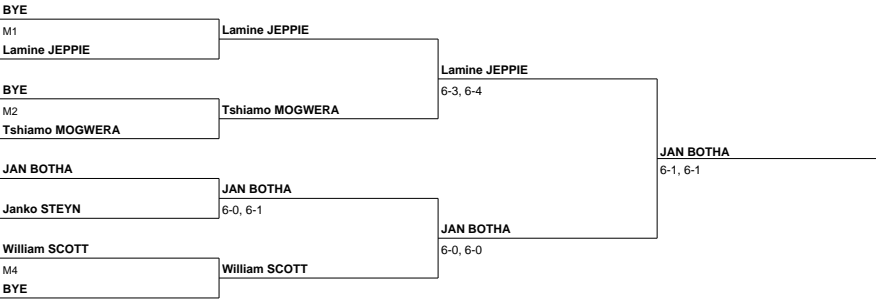 BYE
M1
Lamine JEPPIE
BYE
M2
Tshiamo MOGWERA
JAN BOTHA
Janko STEYN
William SCOTT
M4
BYE
Lamine JEPPIE
Tshiamo MOGWERA
JAN BOTHA
6-0, 6-1
William SCOTT
Lamine JEPPIE
6-3, 6-4
JAN BOTHA
6-0, 6-0
JAN BOTHA
6-1, 6-1